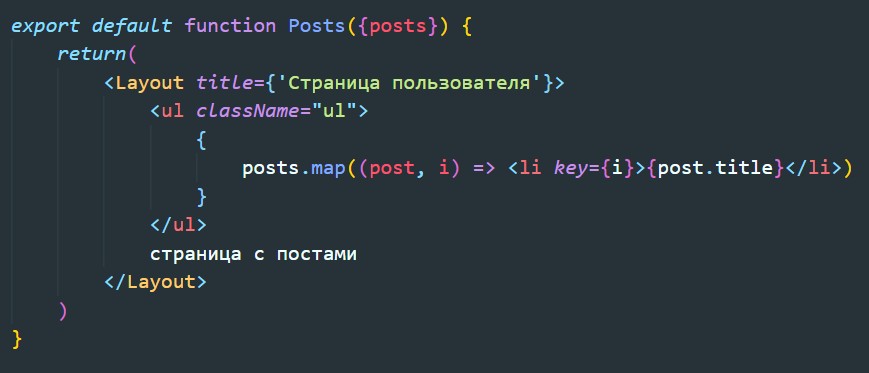 export default function Posts({posts}) {
return(
<Layout title={'Страница пользователя'}>
<ul className="ul">
{
posts.map((post, i) => <li key={i}>{post.title}</li>)
}
</ul>
страница с постами
</Layout>
)
}